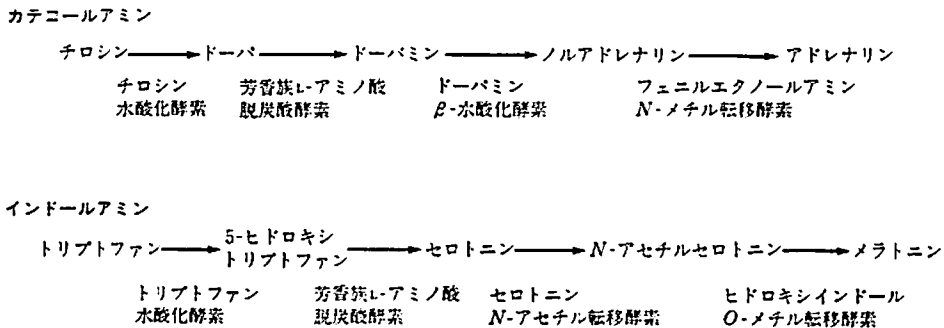 カテコールアミン
チロシン→ドーパ→ドーパミン→ノルアドレナリン→アドレナリン
チロシン 芳香族L-アミノ酸 ドーパミン フェニルエタノールアミン
水酸化酵素 脱炭酸酵素 β-水酸化酵素 N-メチル転移酵素
インドールアミン
トリプトファン→5-ヒドロキシトリプトファン→セロトニン→N-アセチルセロトニン→メラトニン
トリプトファン 芳香族L-アミノ酸 セロトニン ヒドロキシインドール
水酸化酵素 脱炭酸酵素 N-アセチル転移酵素 O-メチル転移酵素